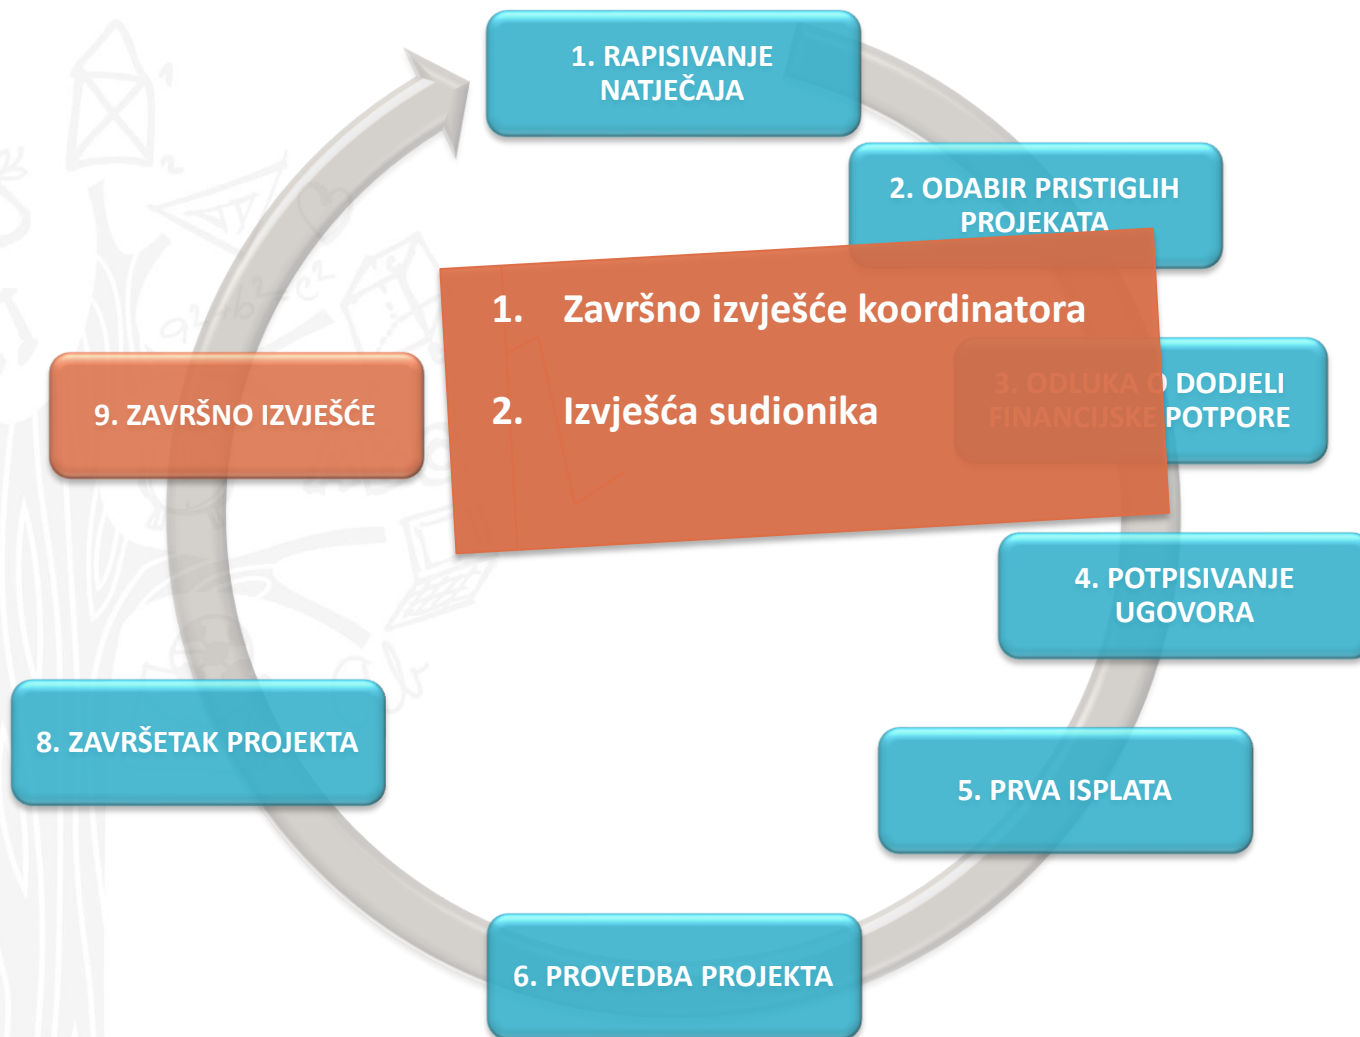 1. RAPISIVANJE
NATJEČAJA
2. ODABIR PRISTIGLIH
PROJEKATA
3. ODLUKA O DODJELI
FINANCIJSKE POTPORE
4. POTPISIVANJE
UGOVORA
5. PRVA ISPLATA
6. PROVEDBA PROJEKTA
8. ZAVRŠETAK PROJEKTA
9. ZAVRŠNO IZVJEŠĆE
1. Završno izvješće koordinatora
2. Izvješća sudionika